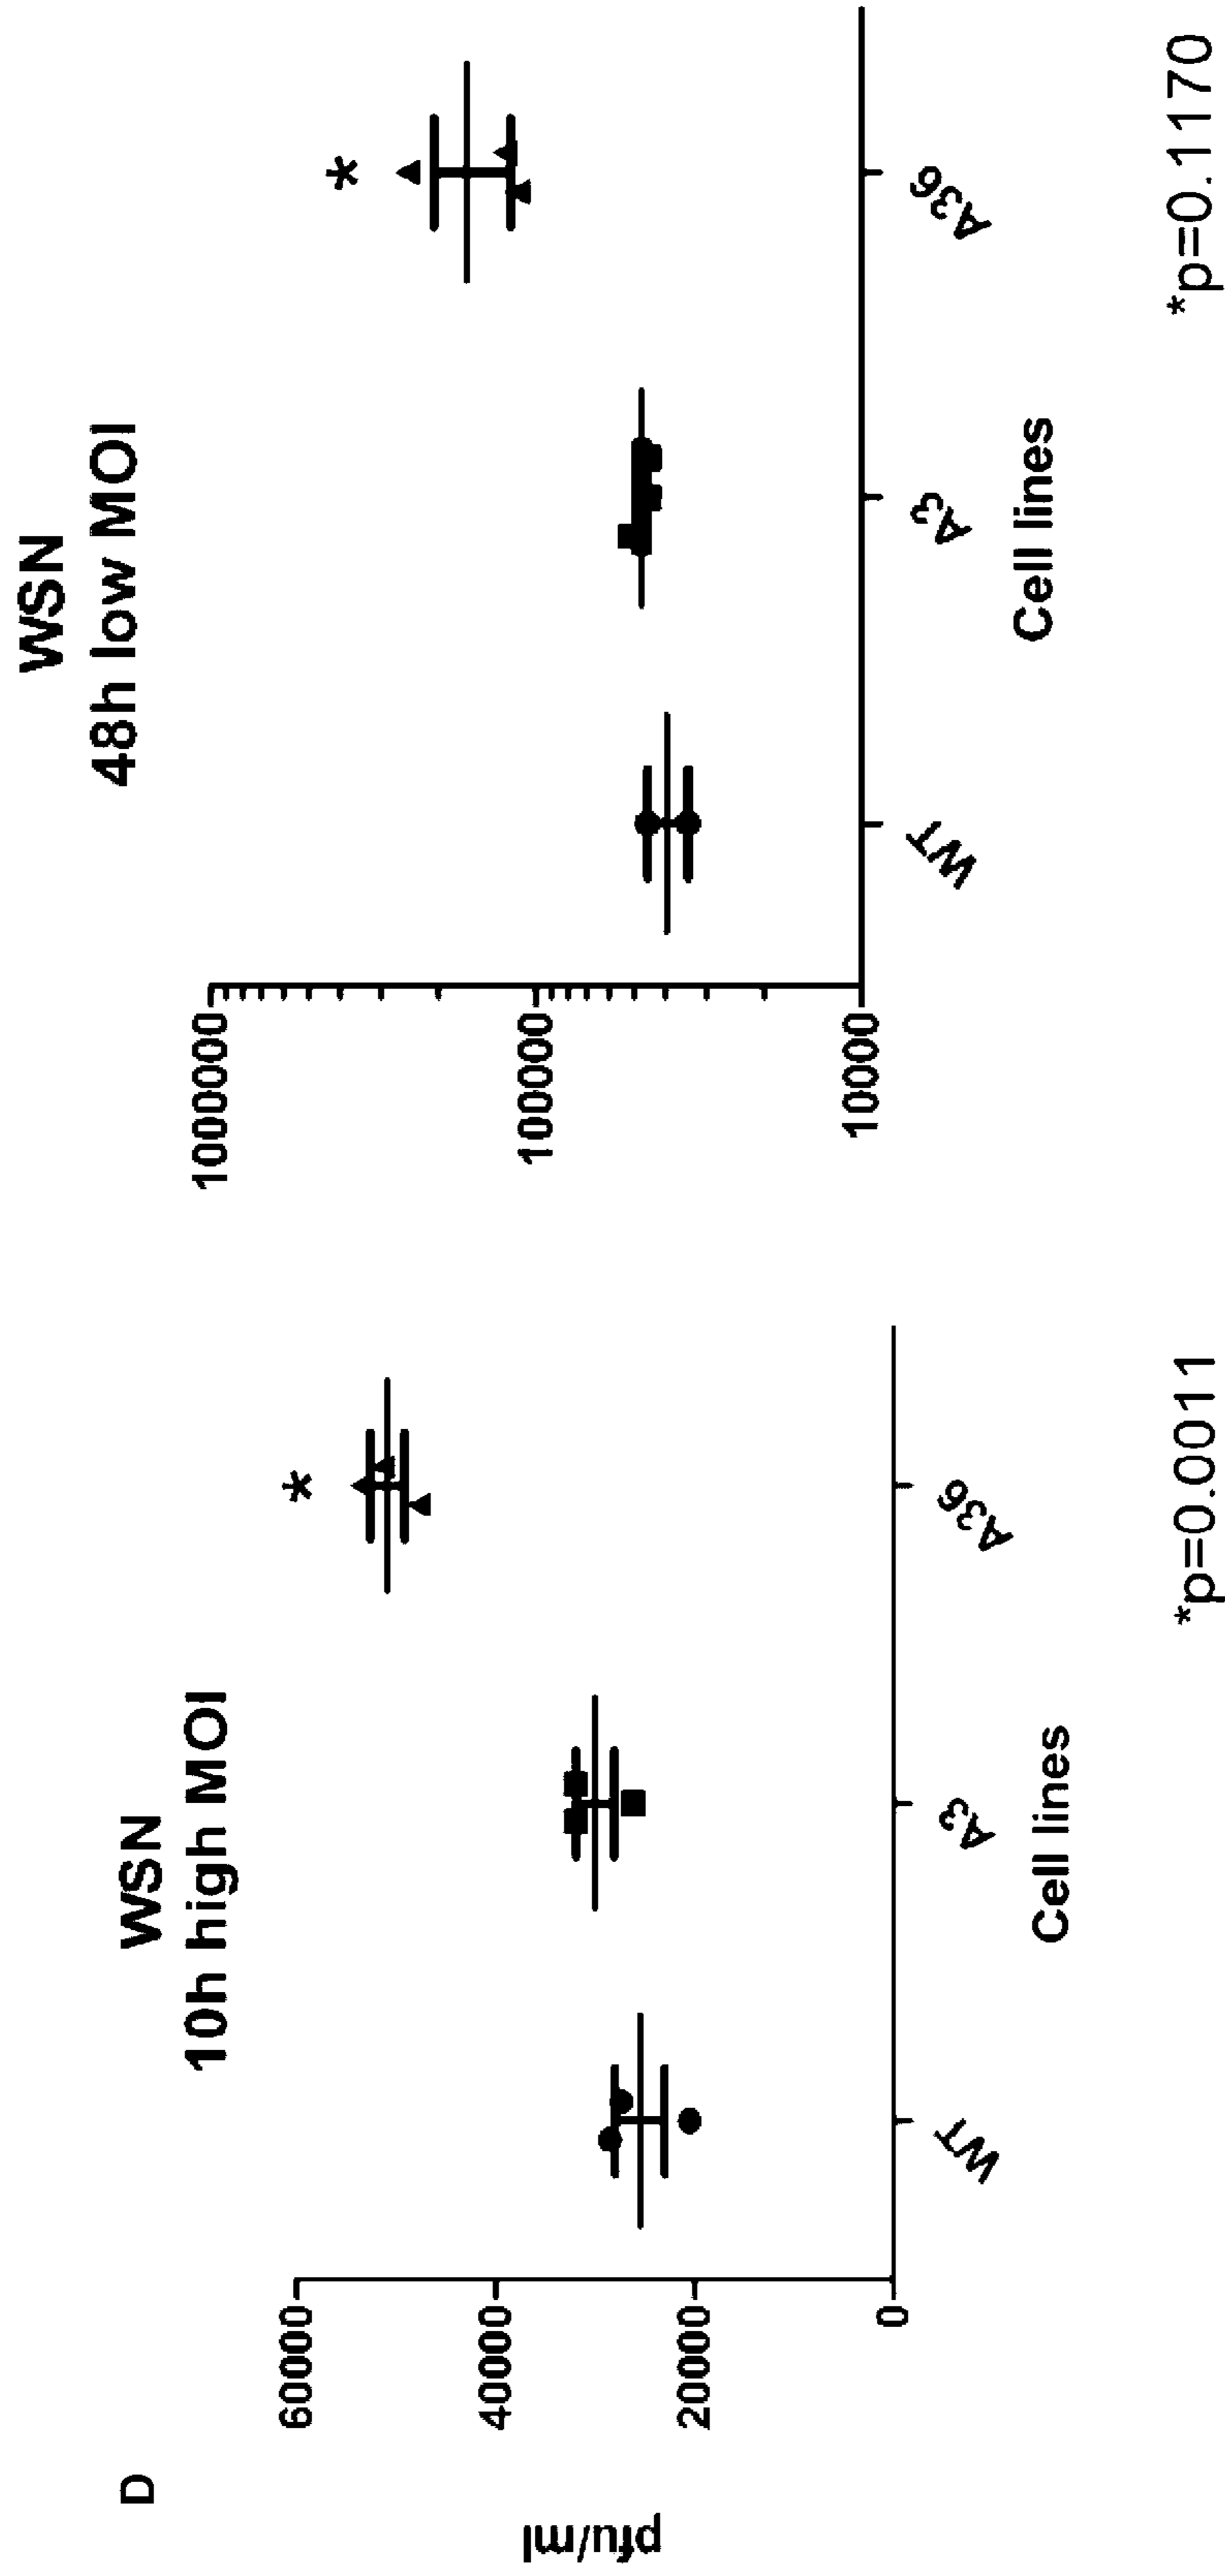 D
WSN
10h high MOI
pfu/ml
60000
40000
20000
0
*
WT
A3
A36
Cell lines
*p=0.0011
WSN
48h low MOI
1000000
100000
10000
*
WT
A3
A36
Cell lines
*p=0.1170